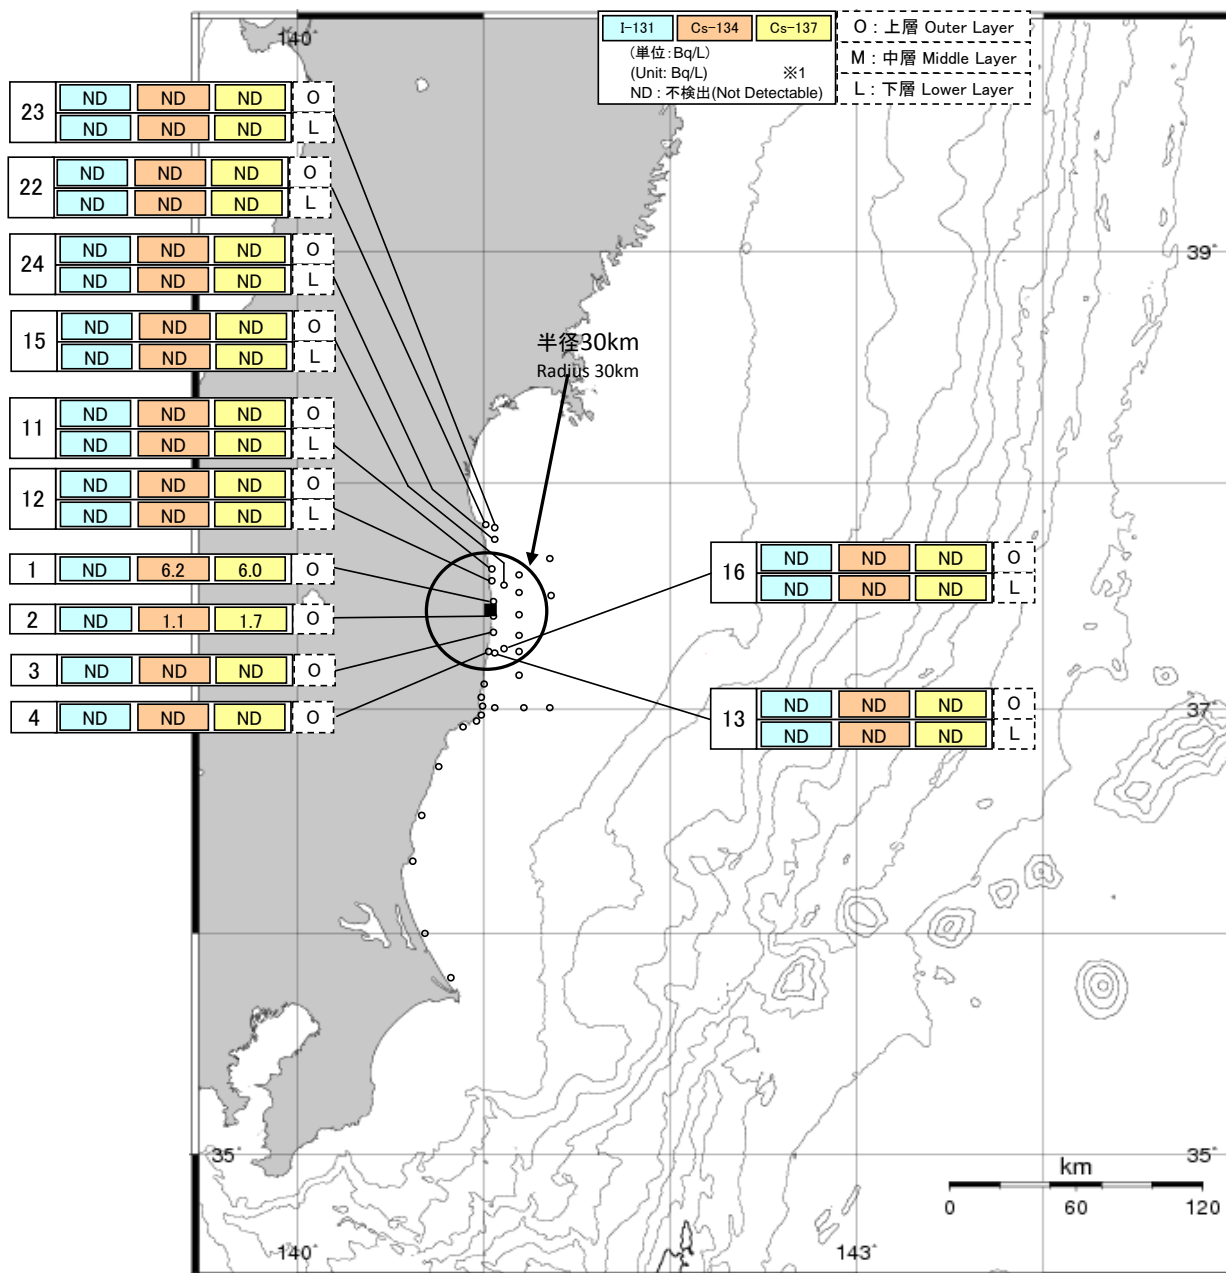 140°
I-131 Cs-134 Cs-137
(単位:Bq/L)
(Unit: Bq/L) ※1
ND : 不検出(Not Detectable)
O : 上層 Outer Layer
M : 中層 Middle Layer
L : 下層 Lower Layer
23 ND ND ND O
ND ND ND L
22 ND ND ND O
ND ND ND L
24 ND ND ND O
ND ND ND L
39°
15 ND ND ND O
ND ND ND L
半径30km
Radius 30km
11 ND ND ND O
ND ND ND L
12 ND ND ND O
ND ND ND L
1 ND 6.2 6.0 O
2 ND 1.1 1.7 O
3 ND ND ND O
4 ND ND ND O
16 ND ND ND O
ND ND ND L
13 ND ND ND O
ND ND ND L
37°
35°
35°
km
0 60 120
140°
143°